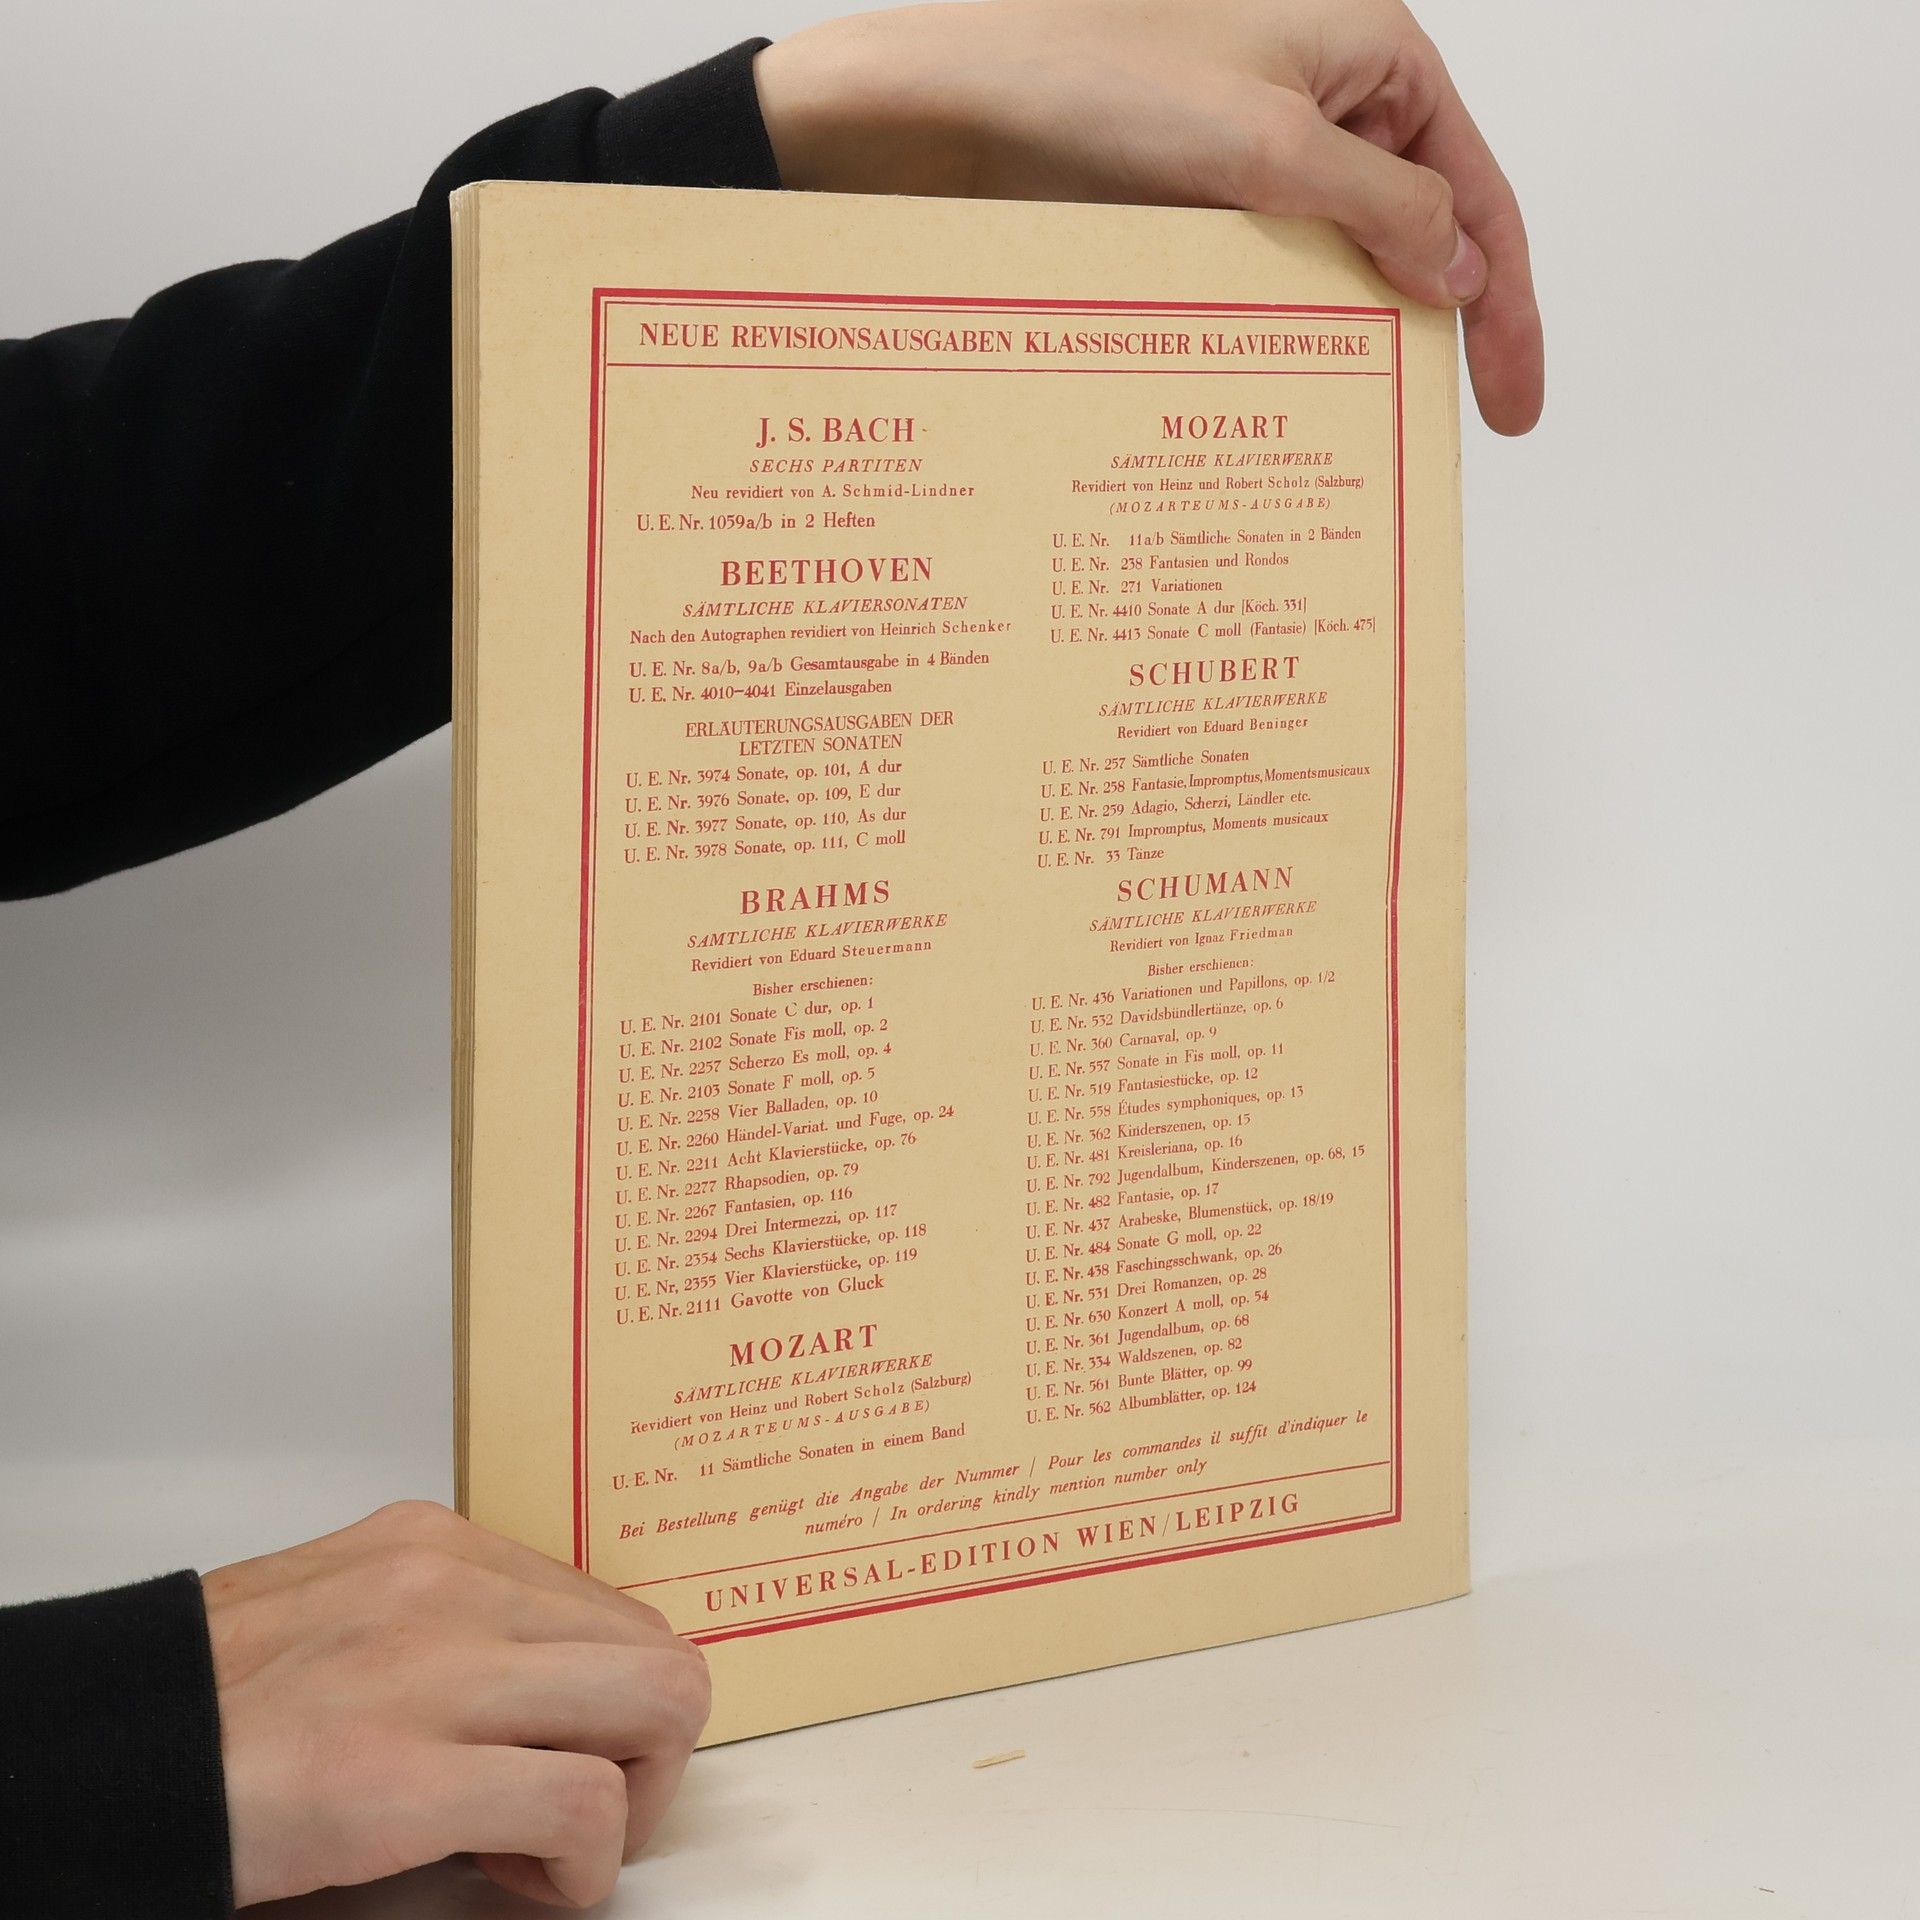 NEUE REVISIONSAUSGABEN KLASSISCHER KLAVIERWERKE
J. S. BACH
SECHS PARTITEN
Neu revidiert von A. Schmid-Lindner
U. E. Nr. 1059a/b in 2 Heften
BEETHOVEN
SÄMTLICHE KLAVIERSONATEN
Nach den Autographen revidiert von Heinrich Schenker
U. E. Nr. 8a/b, 9a/b Gesamtausgabe in 4 Bänden
U. E. Nr. 4010-4041 Einzelausgaben
ERLÄUTERUNGSAUSGABEN DER
LETZTEN SONATEN
U. E. Nr. 3974 Sonate, op. 101, A dur
U. E. Nr. 3976 Sonate, op. 109, E dur
U. E. Nr. 3977 Sonate, op. 110, As dur
U. E. Nr. 3978 Sonate, op. 111, C moll
BRAHMS
SÄMTLICHE KLAVIERWERKE
Revidiert von Eduard Steuermann
Bisher erschienen:
U. E. Nr. 2101 Sonate C dur, op. 1
U. E. Nr. 2102 Sonate Fis moll, op. 2
U. E. Nr. 2257 Scherzo Es moll, op. 4
U. E. Nr. 2103 Sonate F moll, op. 5
U. E. Nr. 2258 Vier Balladen, op. 10
U. E. Nr. 2260 Händel-Variat. und Fuge, op. 24
U. E. Nr. 2211 Acht Klavierstücke, op. 76
U. E. Nr. 2277 Rhapsodien, op. 79
U. E. Nr. 2267 Fantasien, op. 116
U. E. Nr. 2294 Drei Intermezzi, op. 117
U. E. Nr. 2354 Sechs Klavierstücke, op. 118
U. E. Nr. 2355 Vier Klavierstücke, op. 119
U. E. Nr. 2111 Gavotte von Gluck
MOZART
SÄMTLICHE KLAVIERWERKE
Revidiert von Heinz und Robert Scholz (Salzburg)
(MOZARTEUMS-AUSGABE)
U. E. Nr. 11 Sämtliche Sonaten in einem Band
MOZART
SÄMTLICHE KLAVIERWERKE
Revidiert von Heinz und Robert Scholz (Salzburg)
(MOZARTEUMS-AUSGABE)
U. E. Nr. 11a/b Sämtliche Sonaten in 2 Bänden
U. E. Nr. 238 Fantasien und Rondos
U. E. Nr. 271 Variationen
U. E. Nr. 4410 Sonate A dur [Köch. 331]
U. E. Nr. 4413 Sonate C moll (Fantasie) [Köch. 475]
SCHUBERT
SÄMTLICHE KLAVIERWERKE
Revidiert von Eduard Beninger
U. E. Nr. 257 Sämtliche Sonaten
U. E. Nr. 258 Fantasie, Impromptus, Momentsmusicaux
U. E. Nr. 259 Adagio, Scherzi, Ländler etc.
U. E. Nr. 791 Impromptus, Moments musicaux
U. E. Nr. 33 Tänze
SCHUMANN
SÄMTLICHE KLAVIERWERKE
Revidiert von Ignaz Friedman
Bisher erschienen:
U. E. Nr. 436 Variationen und Papillons, op. 1/2
U. E. Nr. 532 Davidsbündlertänze, op. 6
U. E. Nr. 360 Carnaval, op. 9
U. E. Nr. 557 Sonate in Fis moll, op. 11
U. E. Nr. 519 Fantasiestücke, op. 12
U. E. Nr. 558 Études symphoniques, op. 13
U. E. Nr. 362 Kinderszenen, op. 15
U. E. Nr. 481 Kreisleriana, op. 16
U. E. Nr. 792 Jugendalbum, Kinderszenen, op. 68, 15
U. E. Nr. 482 Fantasie, op. 17
U. E. Nr. 437 Arabeske, Blumenstück, op. 18/19
U. E. Nr. 484 Sonate G moll, op. 22
U. E. Nr. 438 Faschingsschwank, op. 26
U. E. Nr. 531 Drei Romanzen, op. 28
U. E. Nr. 630 Konzert A moll, op. 54
U. E. Nr. 361 Jugendalbum, op. 68
U. E. Nr. 334 Waldszenen, op. 82
U. E. Nr. 561 Bunte Blätter, op. 99
U. E. Nr. 562 Albumblätter, op. 124
Bei Bestellung genügt die Angabe der Nummer / Pour les commandes il suffit d'indiquer le
numéro / In ordering kindly mention number only
UNIVERSAL-EDITION WIEN/LEIPZIG